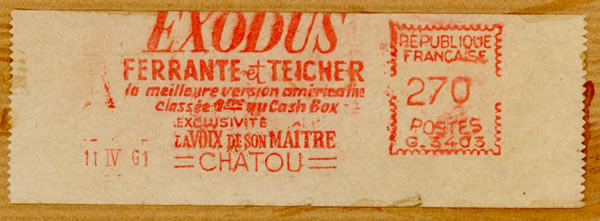 EXODUS
FERRANTE et TEICHER
la meilleure version américaine
classée 1ère au Cash Box
EXCLUSIVITÉ
LA VOIX DE SON MAITRE
11 IV 61
=CHATOU=
RÉPUBLIQUE
FRANÇAISE
270
POSTES
G.3403